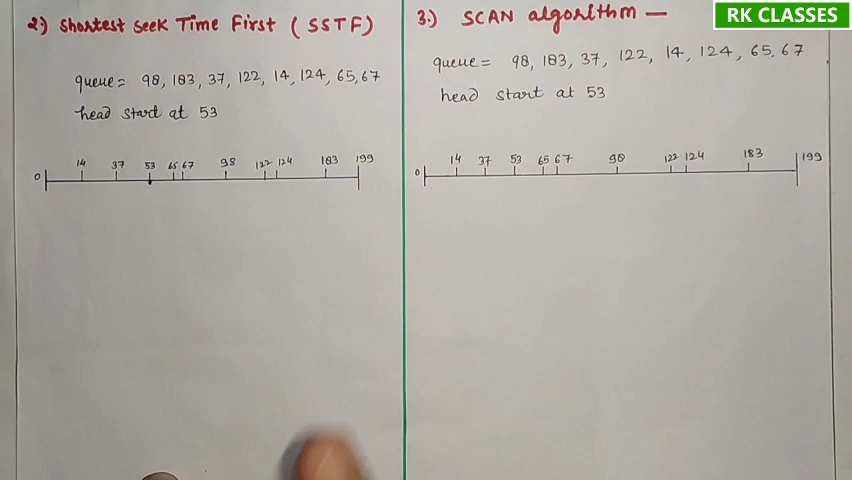 2.) Shortest Seek Time First (SSTF)
queue = 98, 183, 37, 122, 14, 124, 65, 67
head start at 53
0 14 37 53 65 67 98 122 124 183 199
RK CLASSES
3.) SCAN algorithm —
queue = 98, 183, 37, 122, 14, 124, 65, 67
head start at 53
0 14 37 53 65 67 98 122 124 183 199